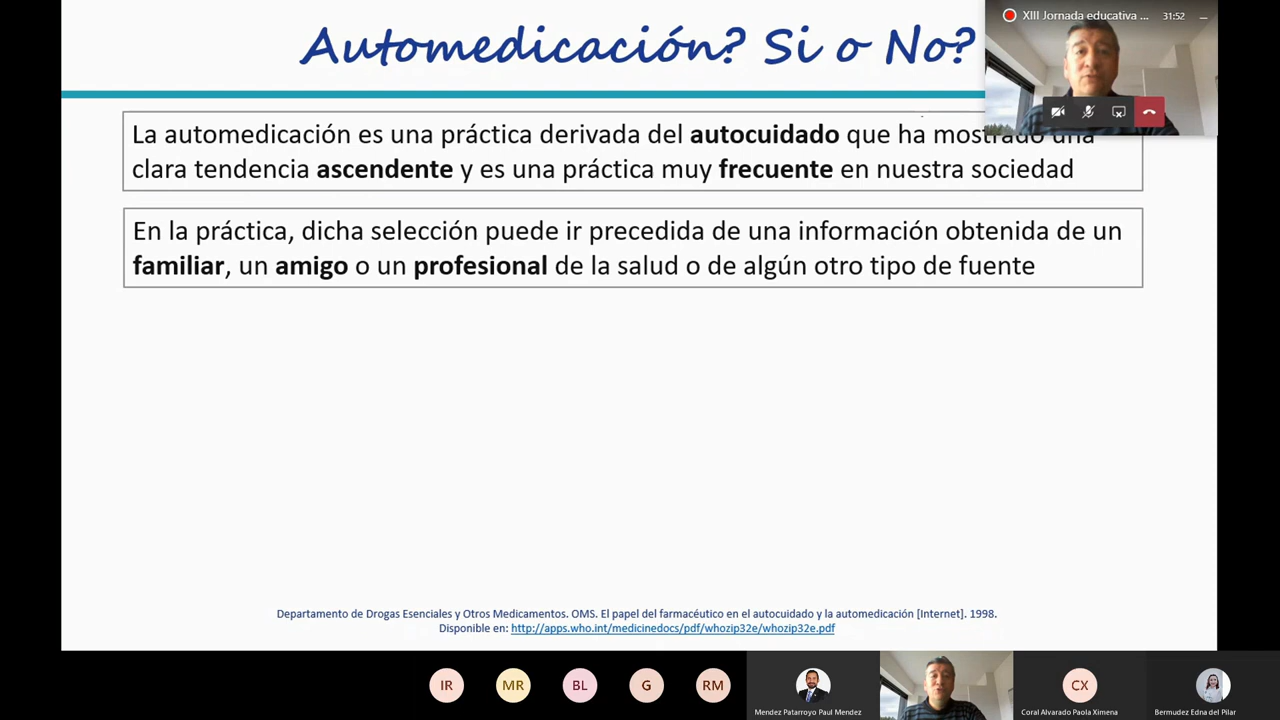 Automedicación? Si o No?
XIII Jornada educativa ...
31:52
La automedicación es una práctica derivada del autocuidado que ha mostrado una
clara tendencia ascendente y es una práctica muy frecuente en nuestra sociedad
En la práctica, dicha selección puede ir precedida de una información obtenida de un
familiar, un amigo o un profesional de la salud o de algún otro tipo de fuente
Departamento de Drogas Esenciales y Otros Medicamentos. OMS. El papel del farmacéutico en el autocuidado y la automedicación [Internet]. 1998.
Disponible en: http://apps.who.int/medicinedocs/pdf/whozip32e/whozip32e.pdf
IR
MR
BL
G
RM
CX
Mendez Patarroyo Paul Mendez
Coral Alvarado Paola Ximena
Bermudez Edna del Pilar